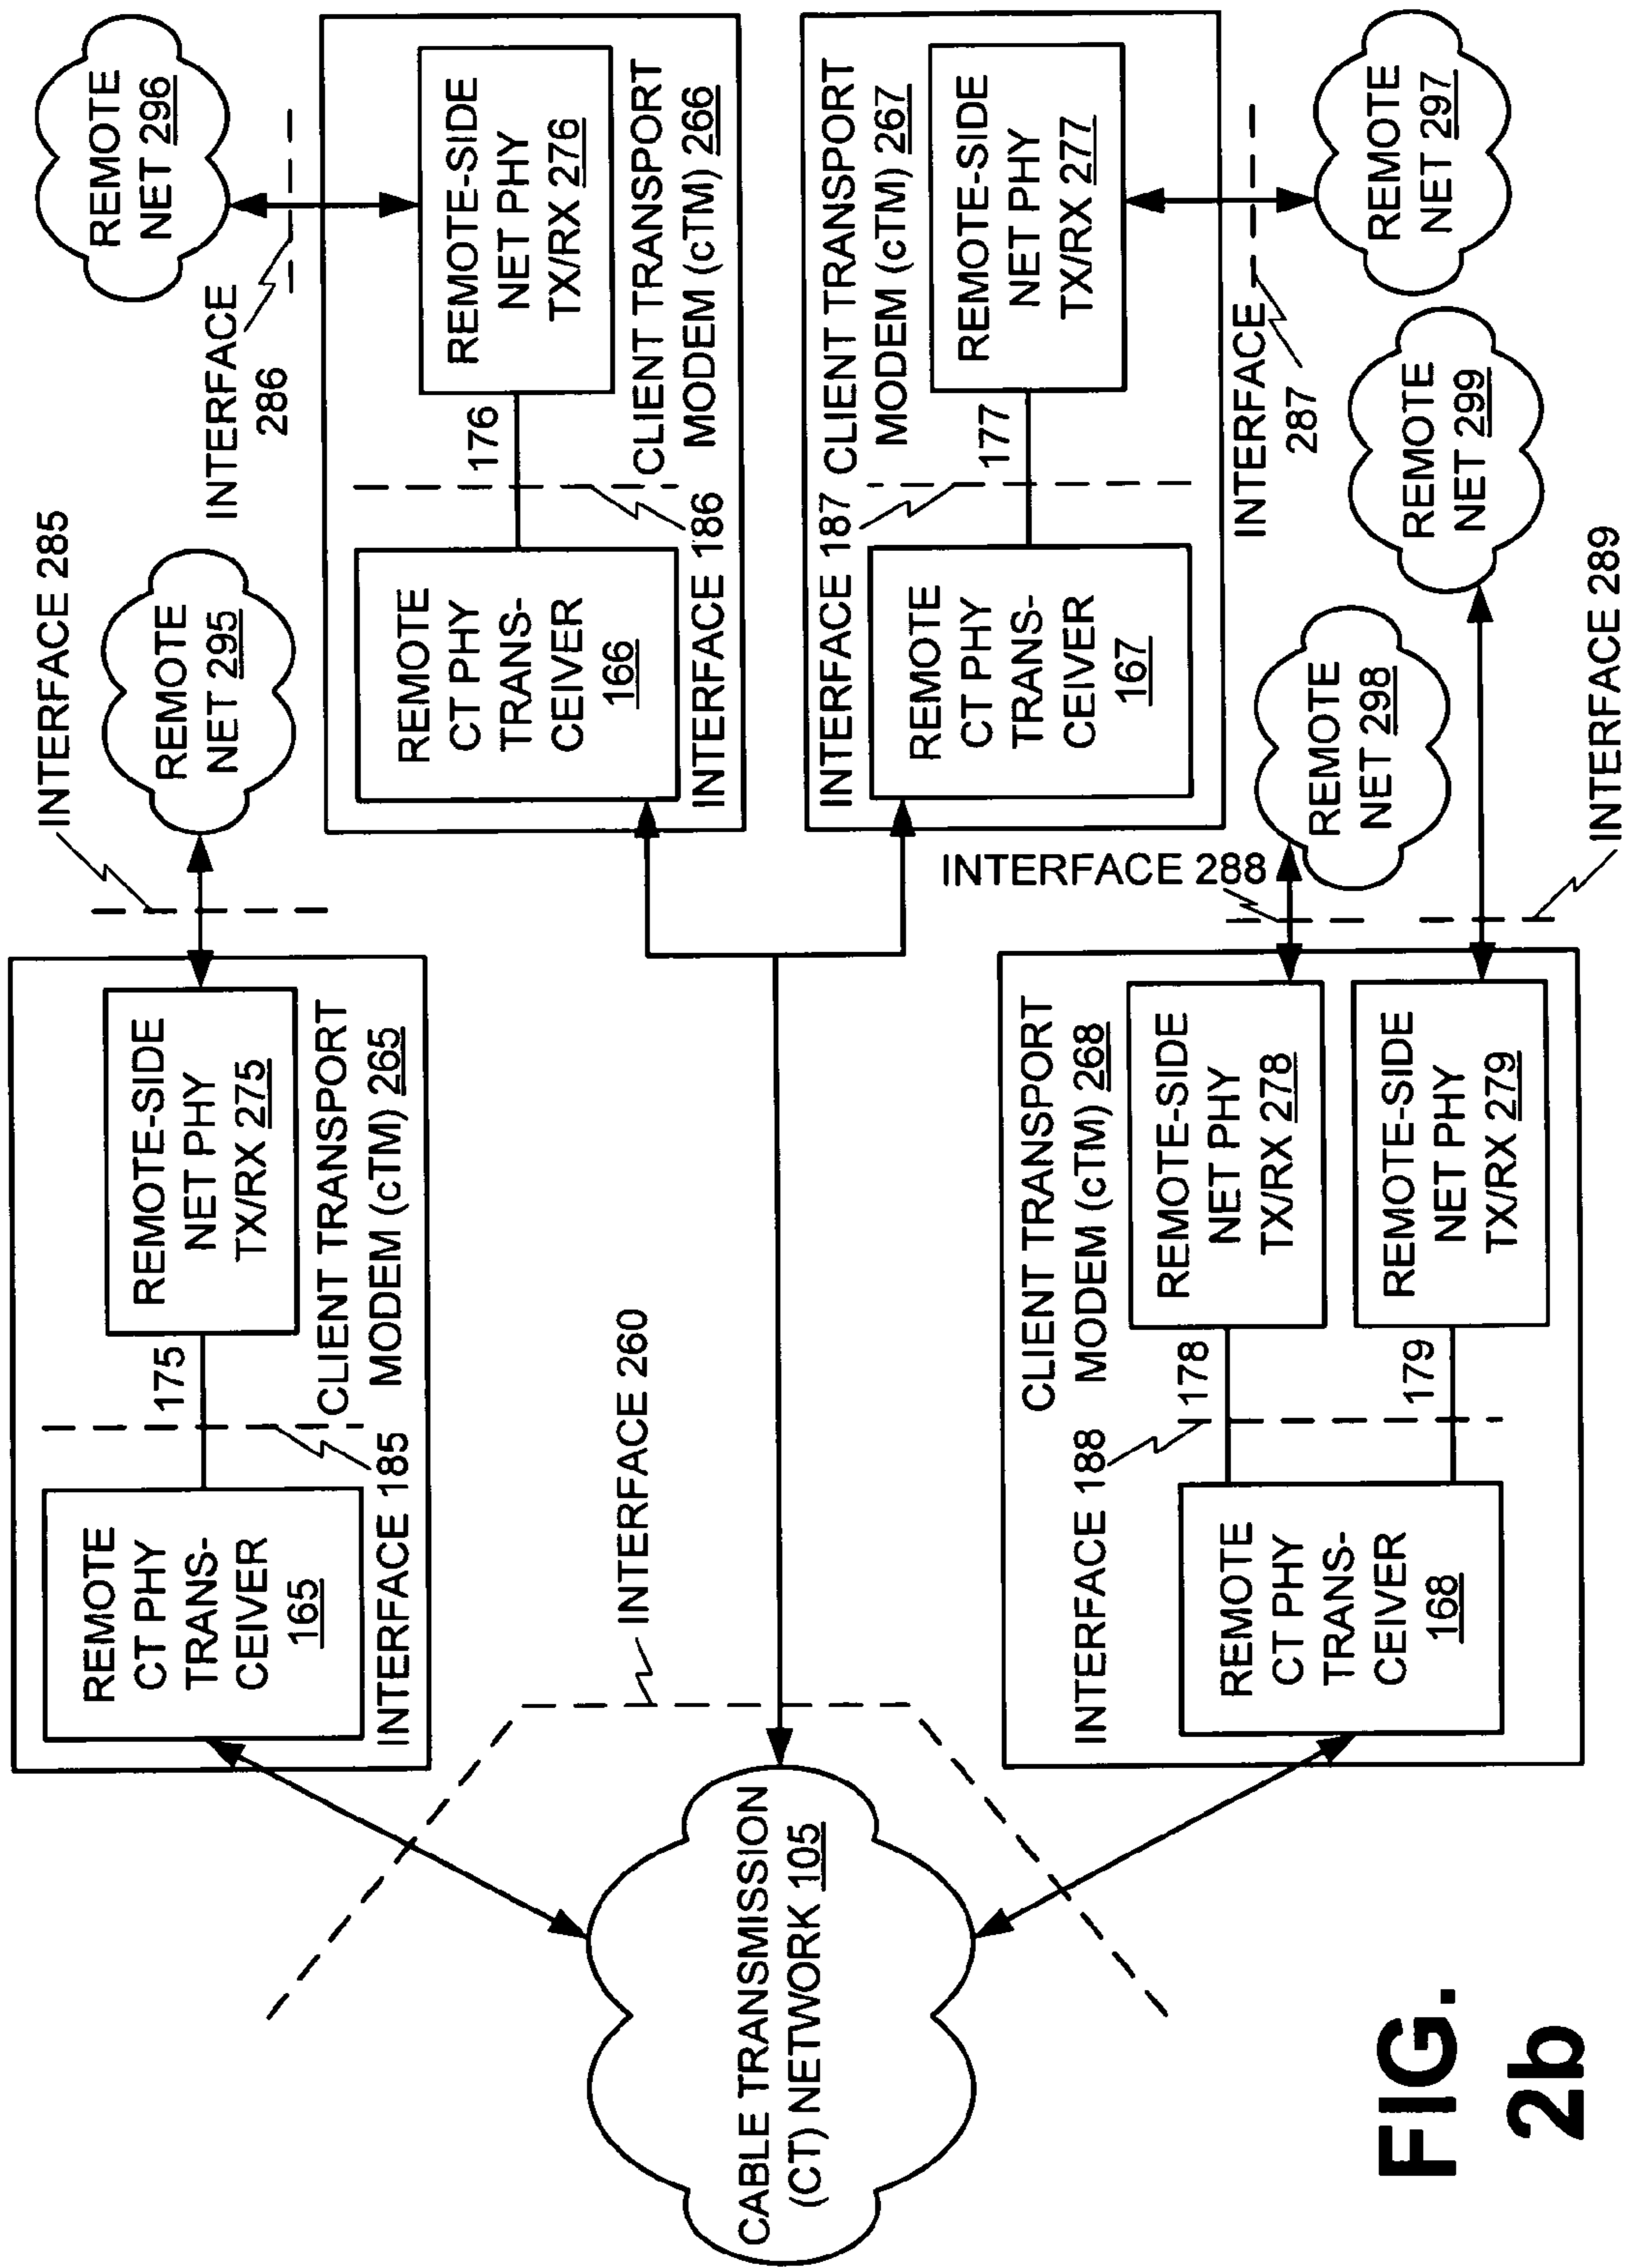 INTERFACE 285
REMOTE
NET 295
REMOTE-SIDE
NET PHY
TX/RX 275
175
CLIENT TRANSPORT
MODEM (cTM) 265
REMOTE
CT PHY
TRANS-
CEIVER
165
INTERFACE 185
REMOTE
NET 296
INTERFACE
286
REMOTE-SIDE
NET PHY
TX/RX 276
176
CLIENT TRANSPORT
MODEM (cTM) 266
REMOTE
CT PHY
TRANS-
CEIVER
166
INTERFACE 186
INTERFACE 260
CABLE TRANSMISSION
(CT) NETWORK 105
INTERFACE 187
CLIENT TRANSPORT
MODEM (cTM) 267
REMOTE
CT PHY
TRANS-
CEIVER
167
177
REMOTE-SIDE
NET PHY
TX/RX 277
INTERFACE
287
REMOTE
NET 297
CLIENT TRANSPORT
MODEM (cTM) 268
INTERFACE 188
REMOTE
CT PHY
TRANS-
CEIVER
168
178
REMOTE-SIDE
NET PHY
TX/RX 278
179
REMOTE-SIDE
NET PHY
TX/RX 279
INTERFACE 288
REMOTE
NET 298
REMOTE
NET 299
INTERFACE 289
FIG.
2b